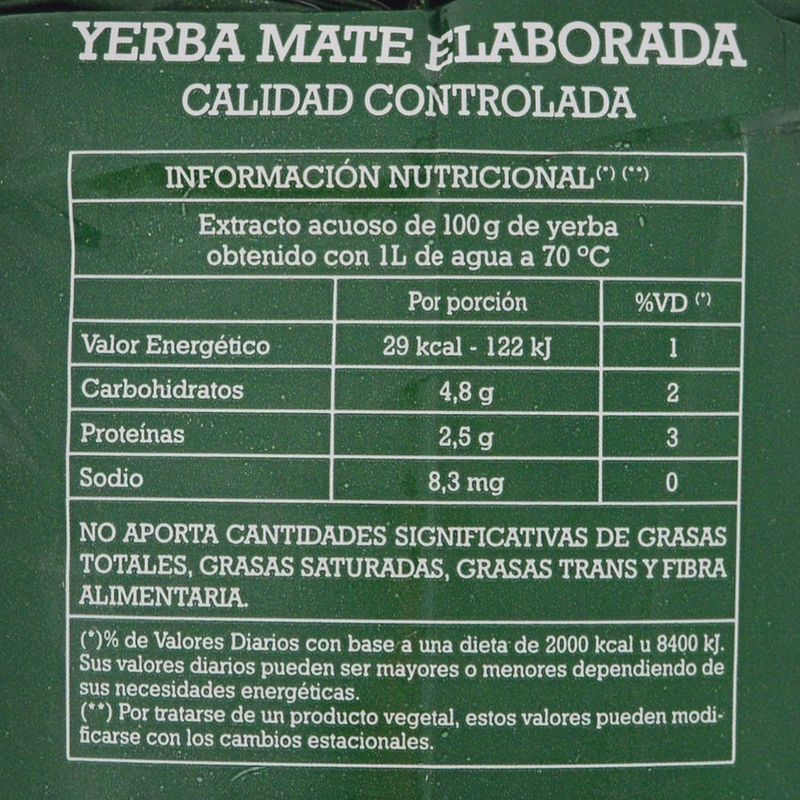 YERBA MATE ELABORADA
CALIDAD CONTROLADA
INFORMACIÓN NUTRICIONAL(*) (**)
Extracto acuoso de 100 g de yerba
obtenido con 1L de agua a 70 ºC
Por porción %VD (*)
Valor Energético 29 kcal - 122 kJ 1
Carbohidratos 4,8 g 2
Proteínas 2,5 g 3
Sodio 8,3 mg 0
NO APORTA CANTIDADES SIGNIFICATIVAS DE GRASAS
TOTALES, GRASAS SATURADAS, GRASAS TRANS Y FIBRA
ALIMENTARIA.
(*)% de Valores Diarios con base a una dieta de 2000 kcal u 8400 kJ.
Sus valores diarios pueden ser mayores o menores dependiendo de
sus necesidades energéticas.
(**) Por tratarse de un producto vegetal, estos valores pueden modi-
ficarse con los cambios estacionales.